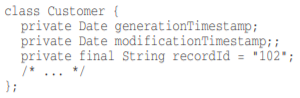 class Customer {
private Date generationTimestamp;
private Date modificationTimestamp;;
private final String recordId = "102";
/* ... */
};